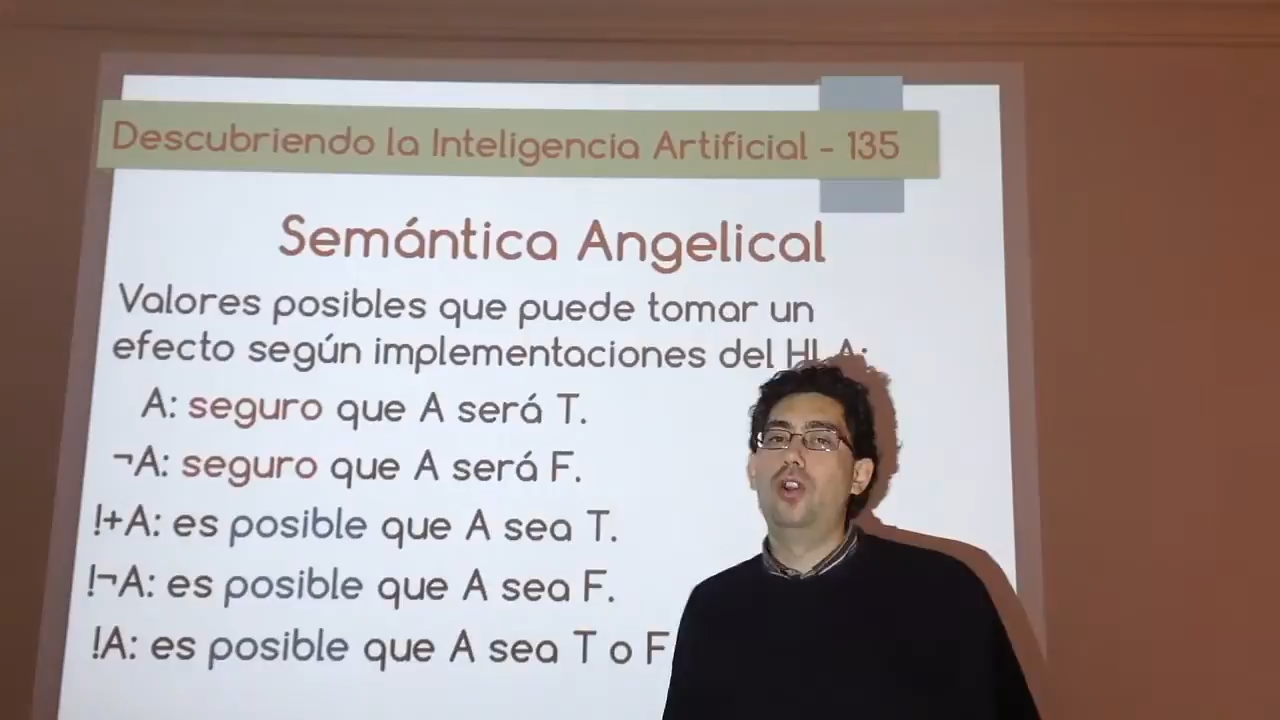 Descubriendo la Inteligencia Artificial - 135
Semántica Angelical
Valores posibles que puede tomar un
efecto según implementaciones del HLA:
A: seguro que A será T.
¬A: seguro que A será F.
!+A: es posible que A sea T.
!¬A: es posible que A sea F.
!A: es posible que A sea T o F